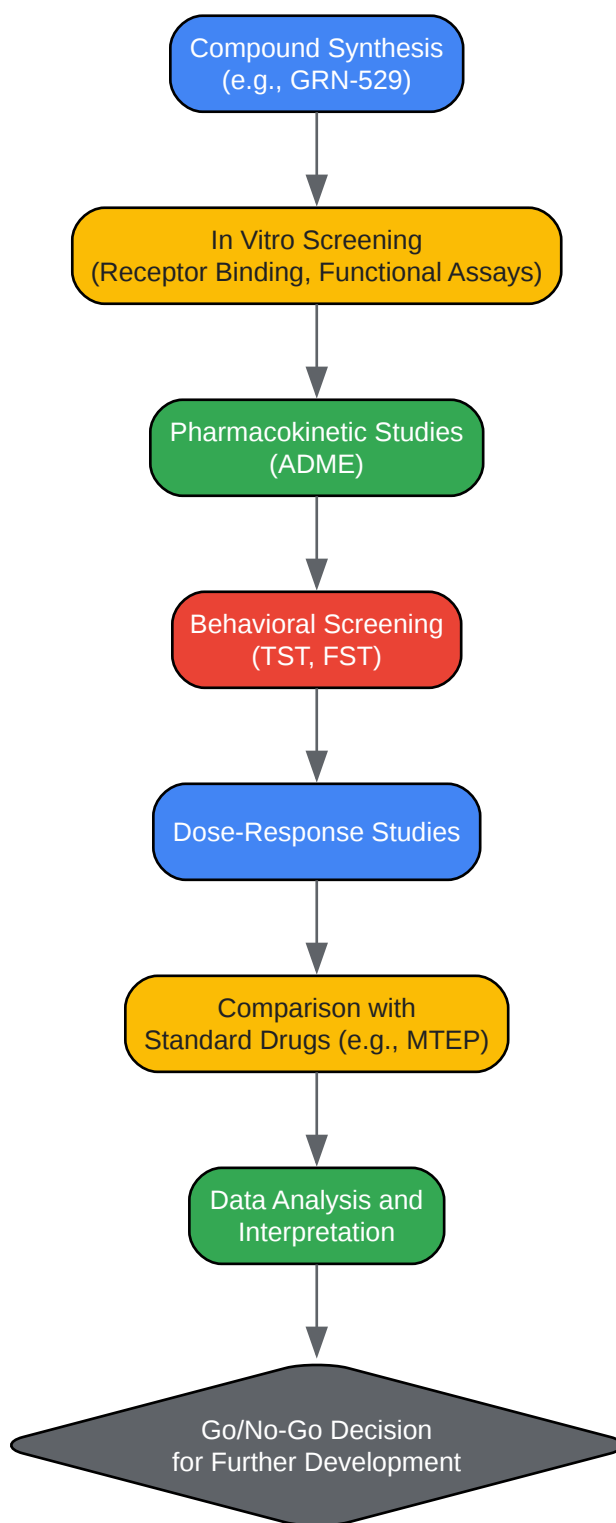 Compound Synthesis
(e.g., GRN-529)
In Vitro Screening
(Receptor Binding, Functional Assays)
Pharmacokinetic Studies
(ADME)
Behavioral Screening
(TST, FST)
Dose-Response Studies
Comparison with
Standard Drugs (e.g., MTEP)
Data Analysis and
Interpretation
Go/No-Go Decision
for Further Development